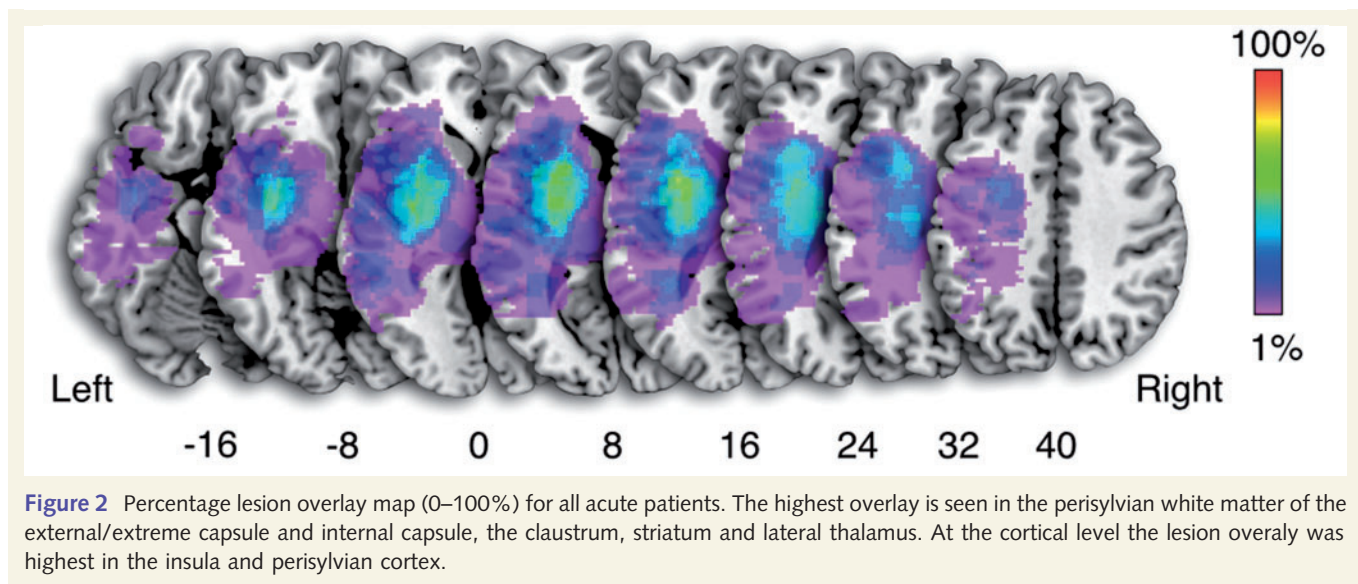 100%
1%
Left
Right
-16 -8 0 8 16 24 32 40
Figure 2 Percentage lesion overlay map (0–100%) for all acute patients. The highest overlay is seen in the perisylvian white matter of the
external/extreme capsule and internal capsule, the claustrum, striatum and lateral thalamus. At the cortical level the lesion overaly was
highest in the insula and perisylvian cortex.